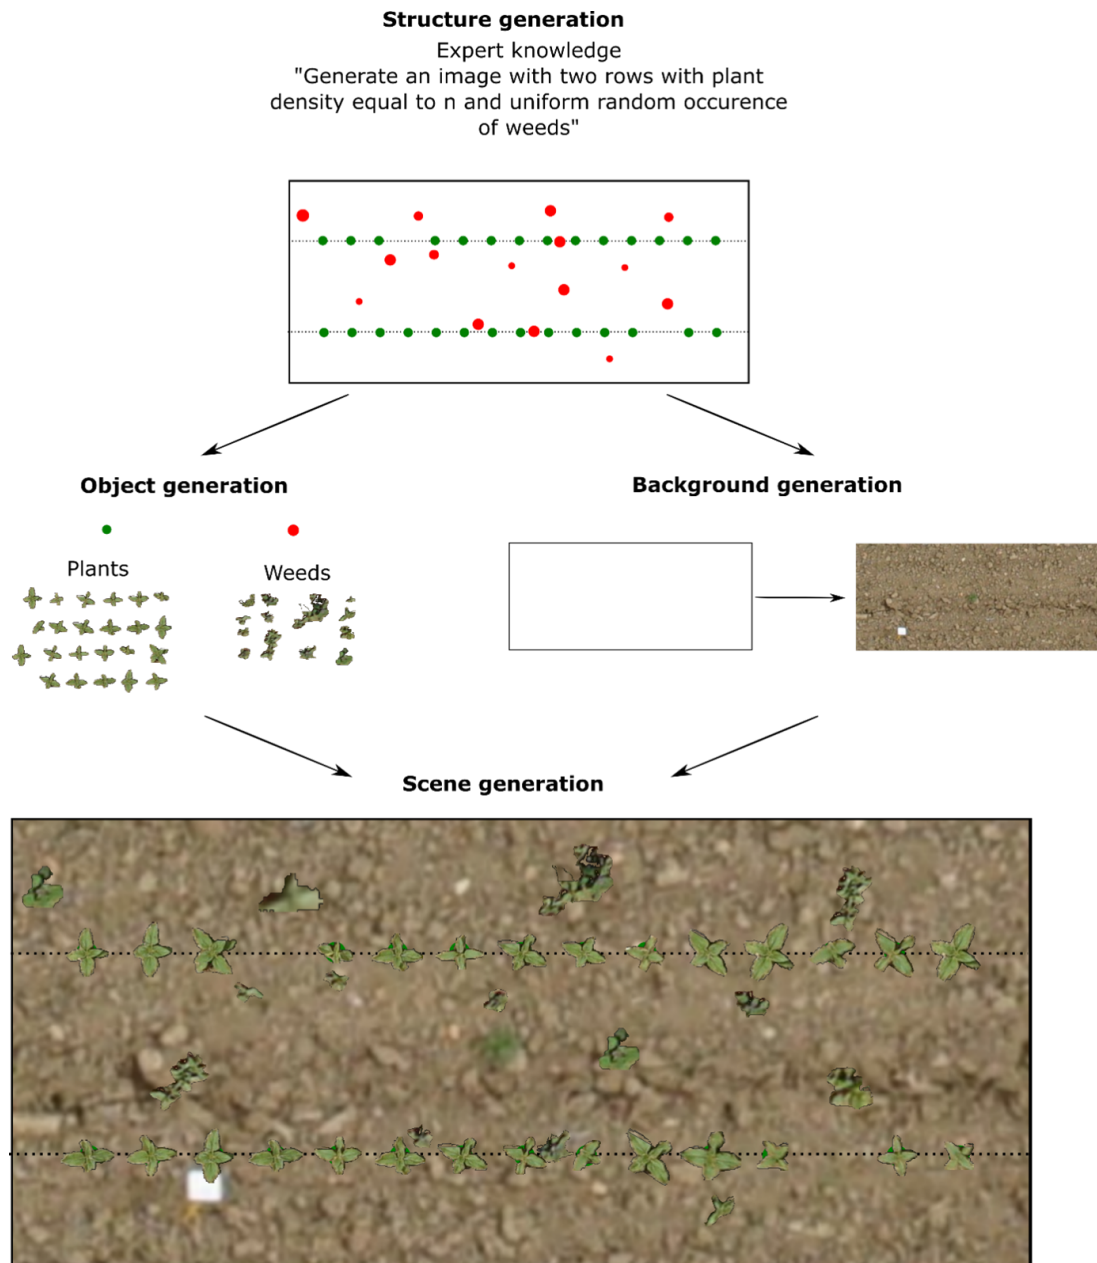 Structure generation
Expert knowledge
"Generate an image with two rows with plant
density equal to n and uniform random occurence
of weeds"
Object generation
Background generation
Plants
Weeds
Scene generation